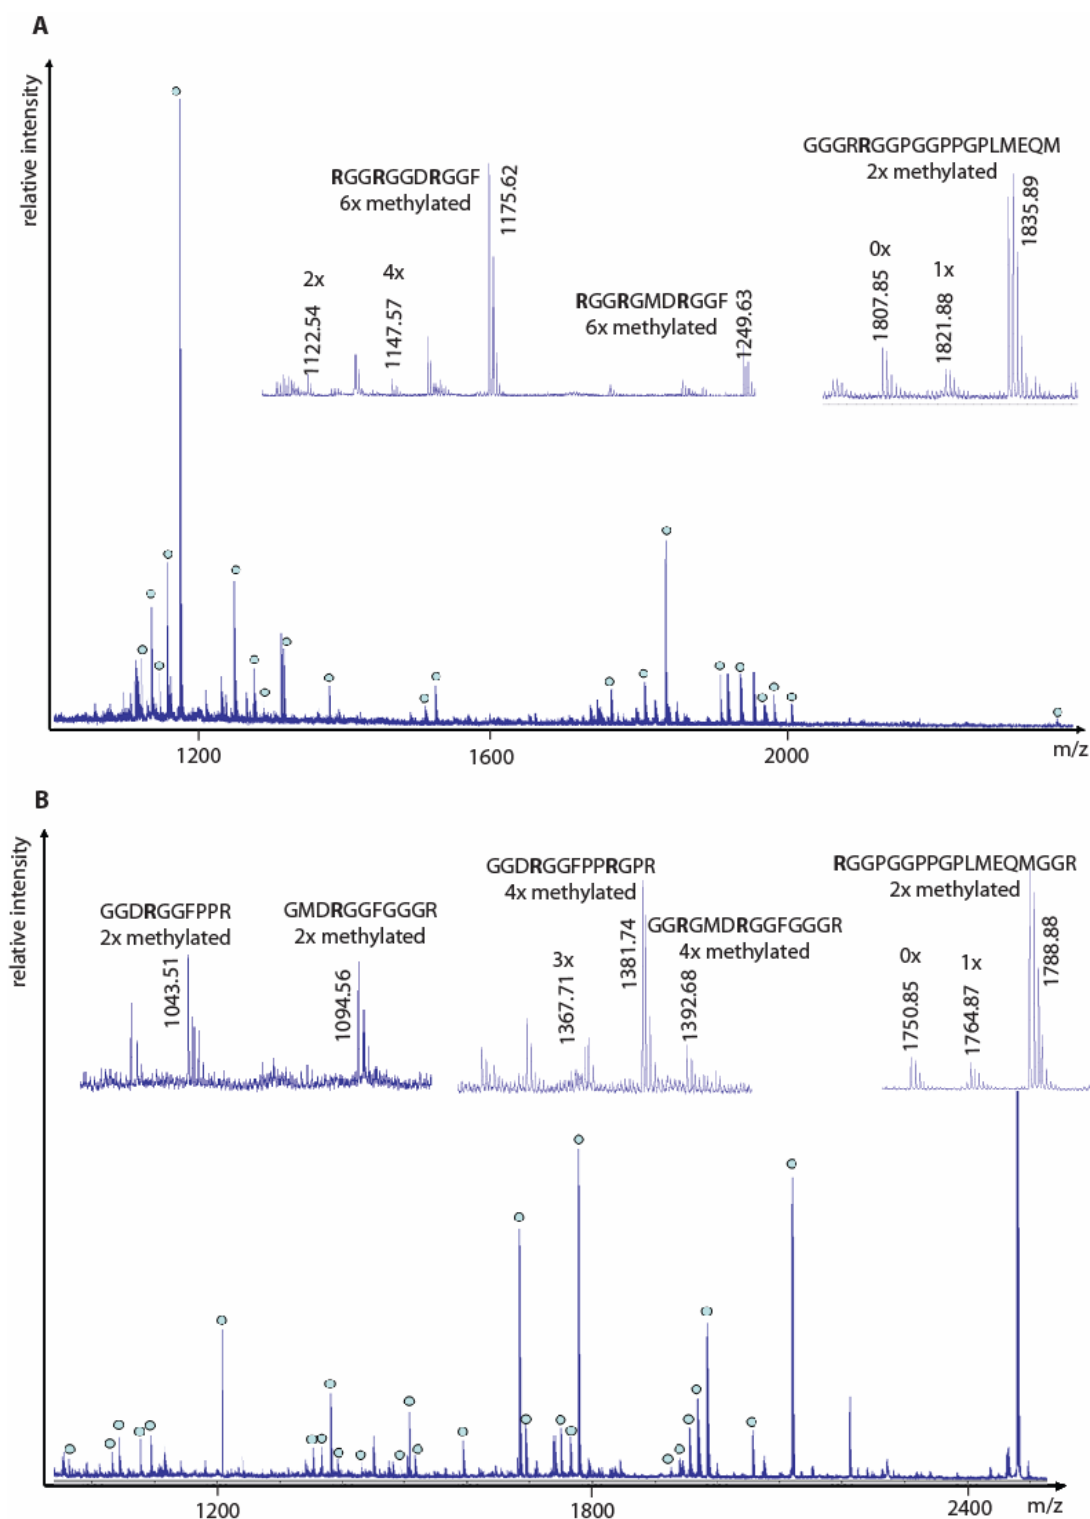 A
relative intensity
RGGRGGDRGGF
6x methylated
1175.62
2x
1122.54
4x
1147.57
RGGRGMDRGGF
6x methylated
1249.63
GGGRRGGPGGPPGPLMEQM
2x methylated
0x
1807.85
1x
1821.88
1835.89
1200
1600
2000
m/z
B
relative intensity
GGDRGGFPPR
2x methylated
1043.51
GMDRGGFGGGR
2x methylated
1094.56
GGDRGGFPPRGPR
4x methylated
3x
1367.71
1381.74
GGRGMDRGGFGGGR
4x methylated
1392.68
RGGPGGPPGPLMEQMGGR
2x methylated
0x
1750.85
1x
1764.87
1788.88
1200
1800
2400
m/z